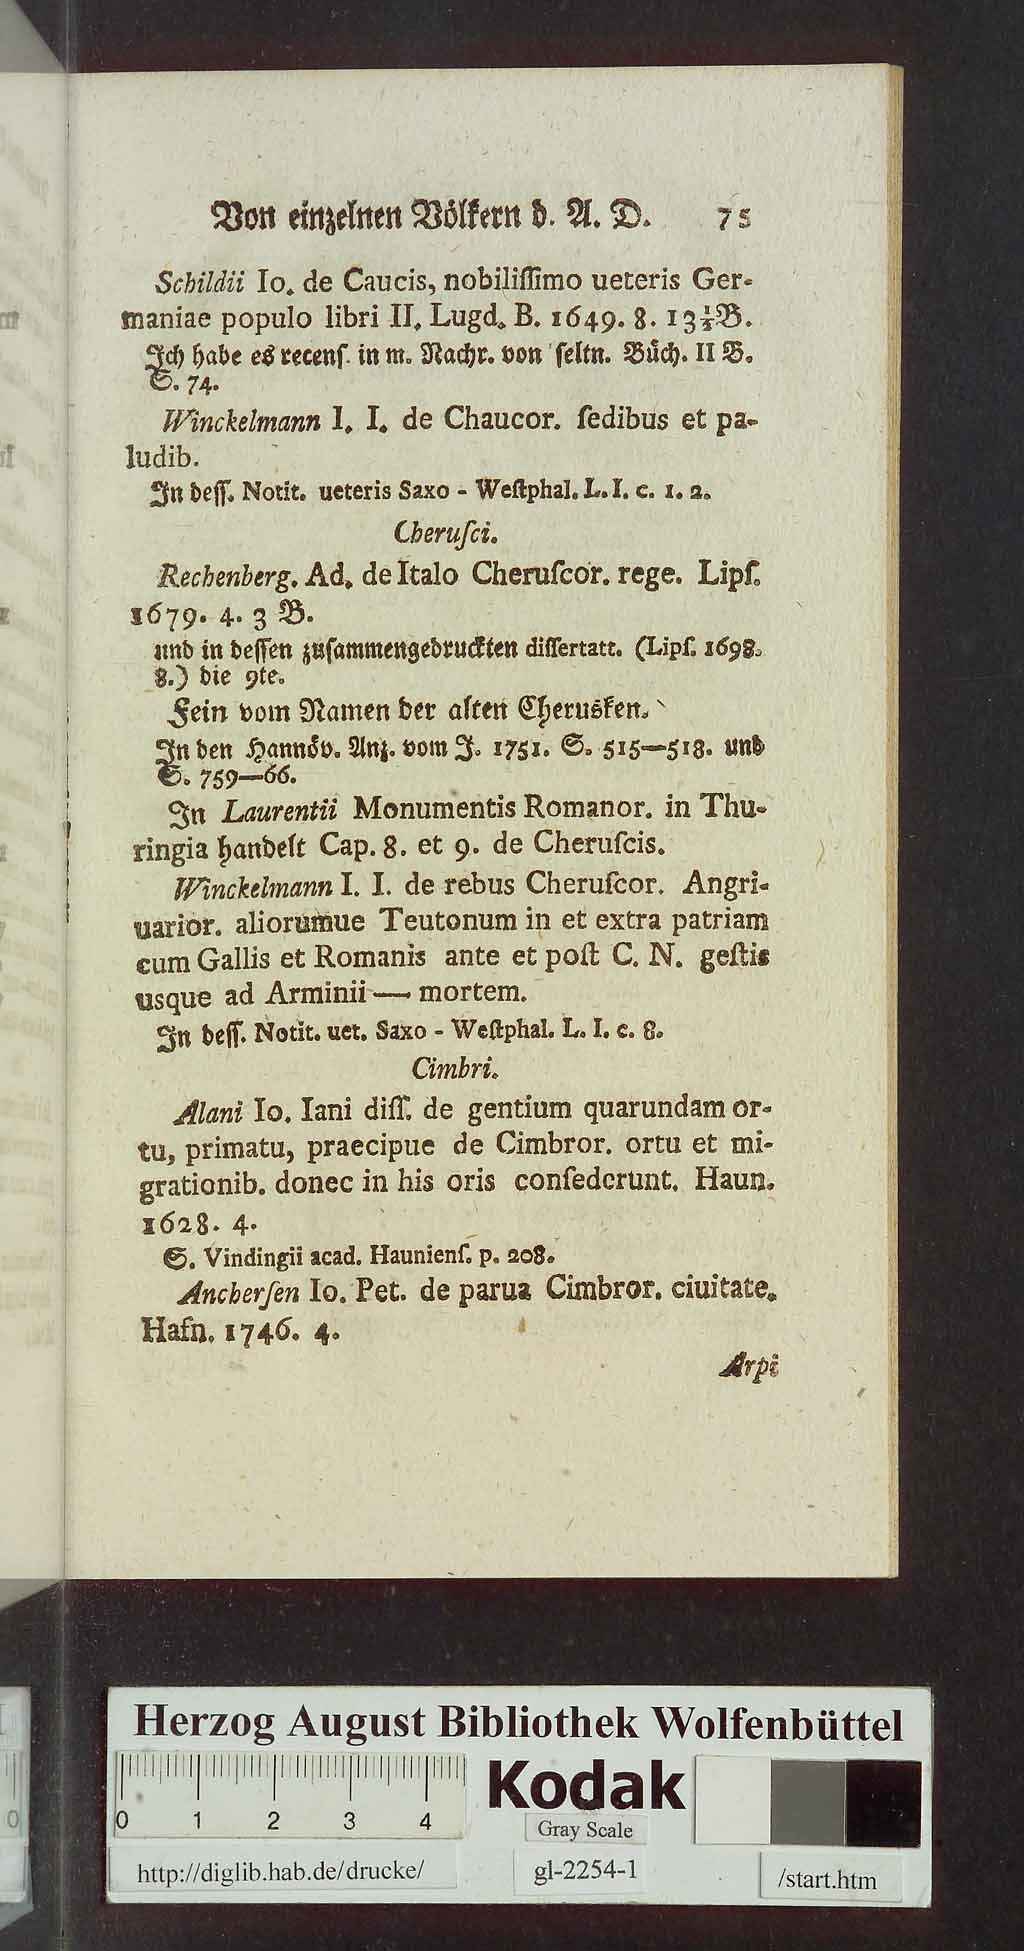 Von einzelnen Völkern d. A. D. 75
Schildii Io. de Caucis, nobiliſſimo ueteris Ger-
maniae populo libri II. Lugd. B. 1649. 8. 13½B.
Ich habe es recenſ. in m. Nachr. von ſeltn. Büch. II B.
S. 74.
Winckelmann I. I. de Chaucor. ſedibus et pa-
ludib.
In deſſ. Notit. ueteris Saxo - Weſtphal. L. I. c. 1. 2.
Cheruſci.
Rechenberg. Ad. de Italo Cheruſcor. rege. Lipſ.
1679. 4. 3 B.
und in deſſen zuſammengedruckten diſſertatt. (Lipſ. 1698.
8.) die 9te.
Fein vom Namen der alten Cherusken.
In den Hannöv. Anz. vom J. 1751. S. 515—518. und
S. 759—66.
In Laurentii Monumentis Romanor. in Thu-
ringia handelt Cap. 8. et 9. de Cheruſcis.
Winckelmann I. I. de rebus Cheruſcor. Angri-
uarior. aliorumue Teutonum in et extra patriam
cum Gallis et Romanis ante et poſt C. N. geſtis
usque ad Arminii — mortem.
In deſſ. Notit. uet. Saxo - Weſtphal. L. I. c. 8.
Cimbri.
Alani Io. Iani diſſ. de gentium quarundam or-
tu, primatu, praecipue de Cimbror. ortu et mi-
grationib. donec in his oris conſederunt. Haun.
1628. 4.
S. Vindingii acad. Haunienſ. p. 208.
Ancherſen Io. Pet. de parua Cimbror. ciuitate.
Hafn. 1746. 4.
Arpi
Herzog August Bibliothek Wolfenbüttel
0 1 2 3 4
Kodak
Gray Scale
http://diglib.hab.de/drucke/
gl-2254-1
/start.htm